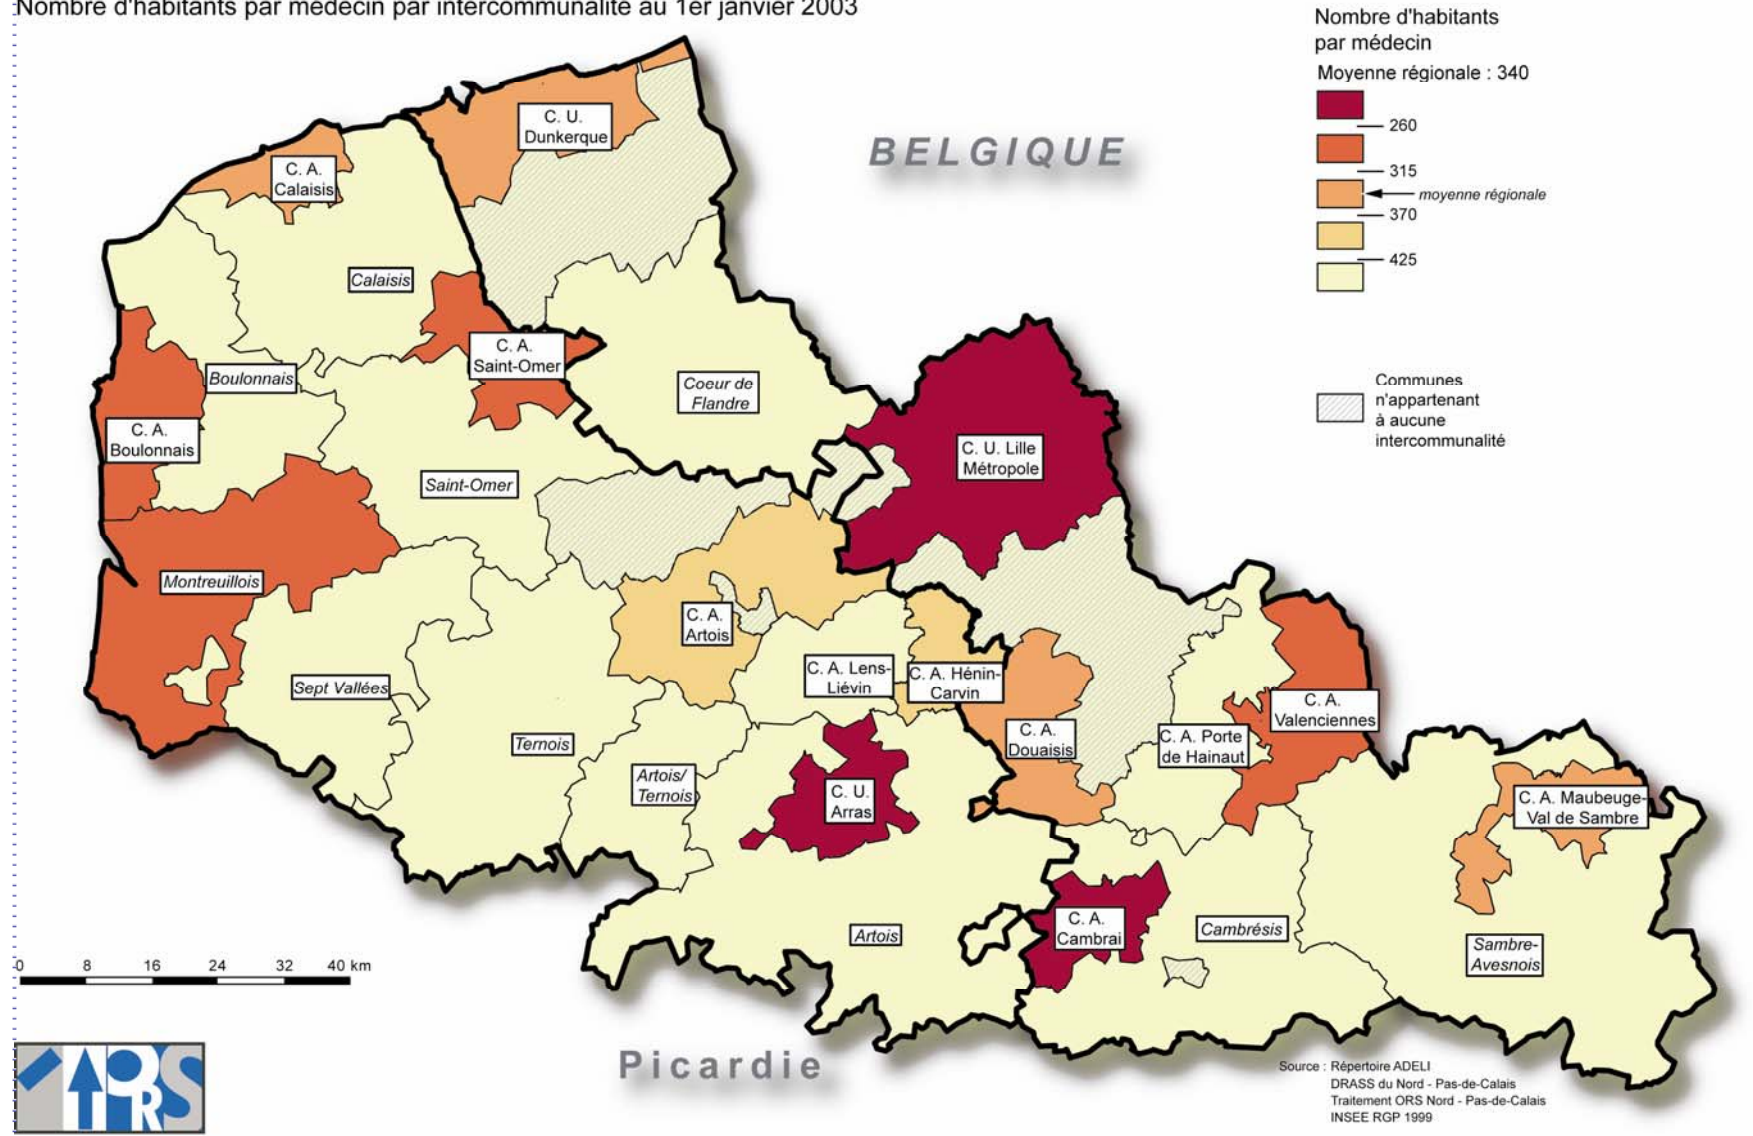 Nombre d'habitants par médecin par intercommunalité au 1er janvier 2003
Nombre d'habitants
par médecin
Moyenne régionale : 340
260
315
moyenne régionale
370
425
Communes
n'appartenant
à aucune
intercommunalité
BELGIQUE
C. U.
Dunkerque
C. A.
Calaisis
Calaisis
C. A.
Saint-Omer
Boulonnais
Coeur de
Flandre
C. A.
Boulonnais
C. U. Lille
Métropole
Saint-Omer
Montreuillois
C. A.
Artois
C. A. Lens-
Liévin
C. A. Hénin-
Carvin
Sept Vallées
C. A.
Valenciennes
Ternois
C. A.
Douaisis
C. A. Porte
de Hainaut
Artois/
Ternois
C. U.
Arras
C. A. Maubeuge-
Val de Sambre
C. A.
Cambrai
Artois
Cambrésis
Sambre-
Avesnois
0 8 16 24 32 40 km
Picardie
ORS
Source : Répertoire ADELI
DRASS du Nord - Pas-de-Calais
Traitement ORS Nord - Pas-de-Calais
INSEE RGP 1999